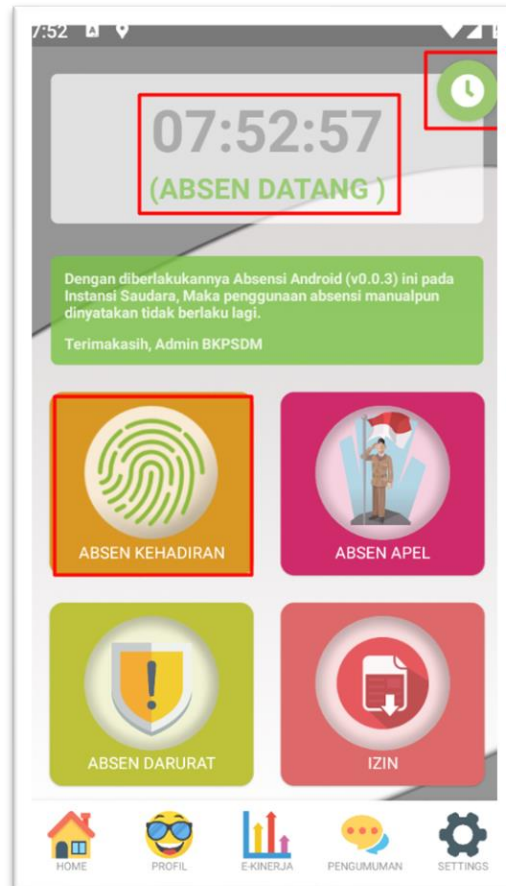 7:52
07:52:57
(ABSEN DATANG )
Dengan diberlakukannya Absensi Android (v0.0.3) ini pada
Instansi Saudara, Maka penggunaan absensi manualpun
dinyatakan tidak berlaku lagi.
Terimakasih, Admin BKPSDM
ABSEN KEHADIRAN
ABSEN APEL
ABSEN DARURAT
IZIN
HOME
PROFIL
E-KINERJA
PENGUMUMAN
SETTINGS